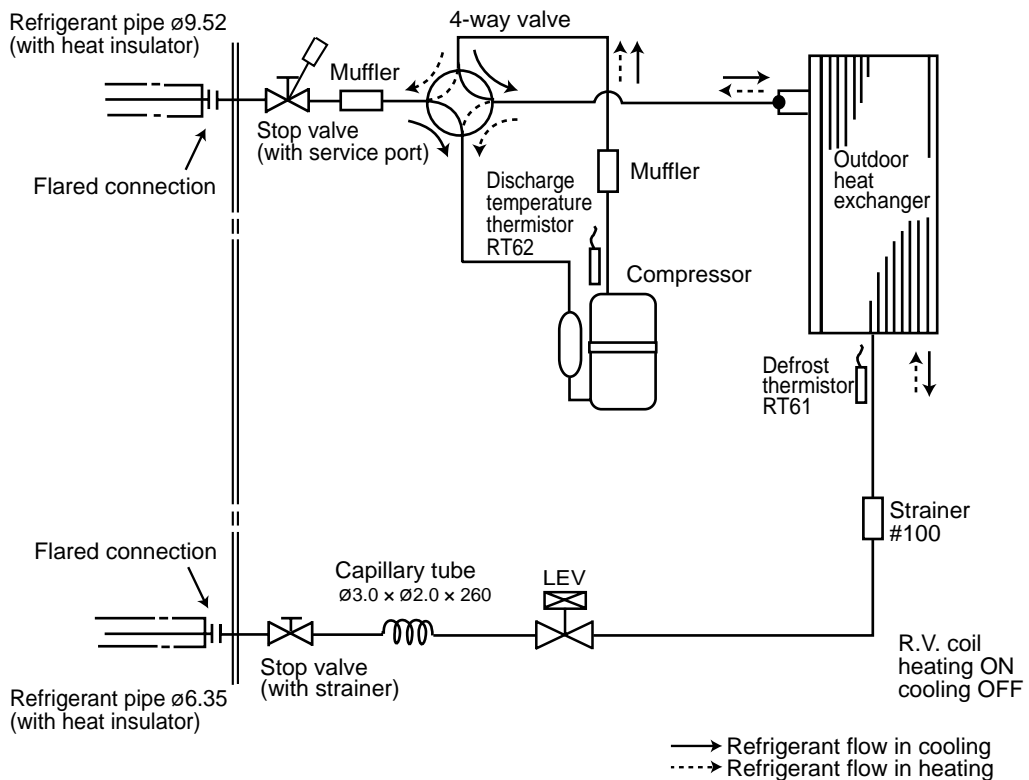 Refrigerant pipe ø9.52
(with heat insulator)
4-way valve
Muffler
Stop valve
(with service port)
Flared connection
Discharge
temperature
thermistor
RT62
Muffler
Compressor
Outdoor
heat
exchanger
Defrost
thermistor
RT61
Strainer
#100
Flared connection
Capillary tube
ø3.0 × ø2.0 × 260
LEV
Stop valve
(with strainer)
Refrigerant pipe ø6.35
(with heat insulator)
R.V. coil
heating ON
cooling OFF
Refrigerant flow in cooling
Refrigerant flow in heating